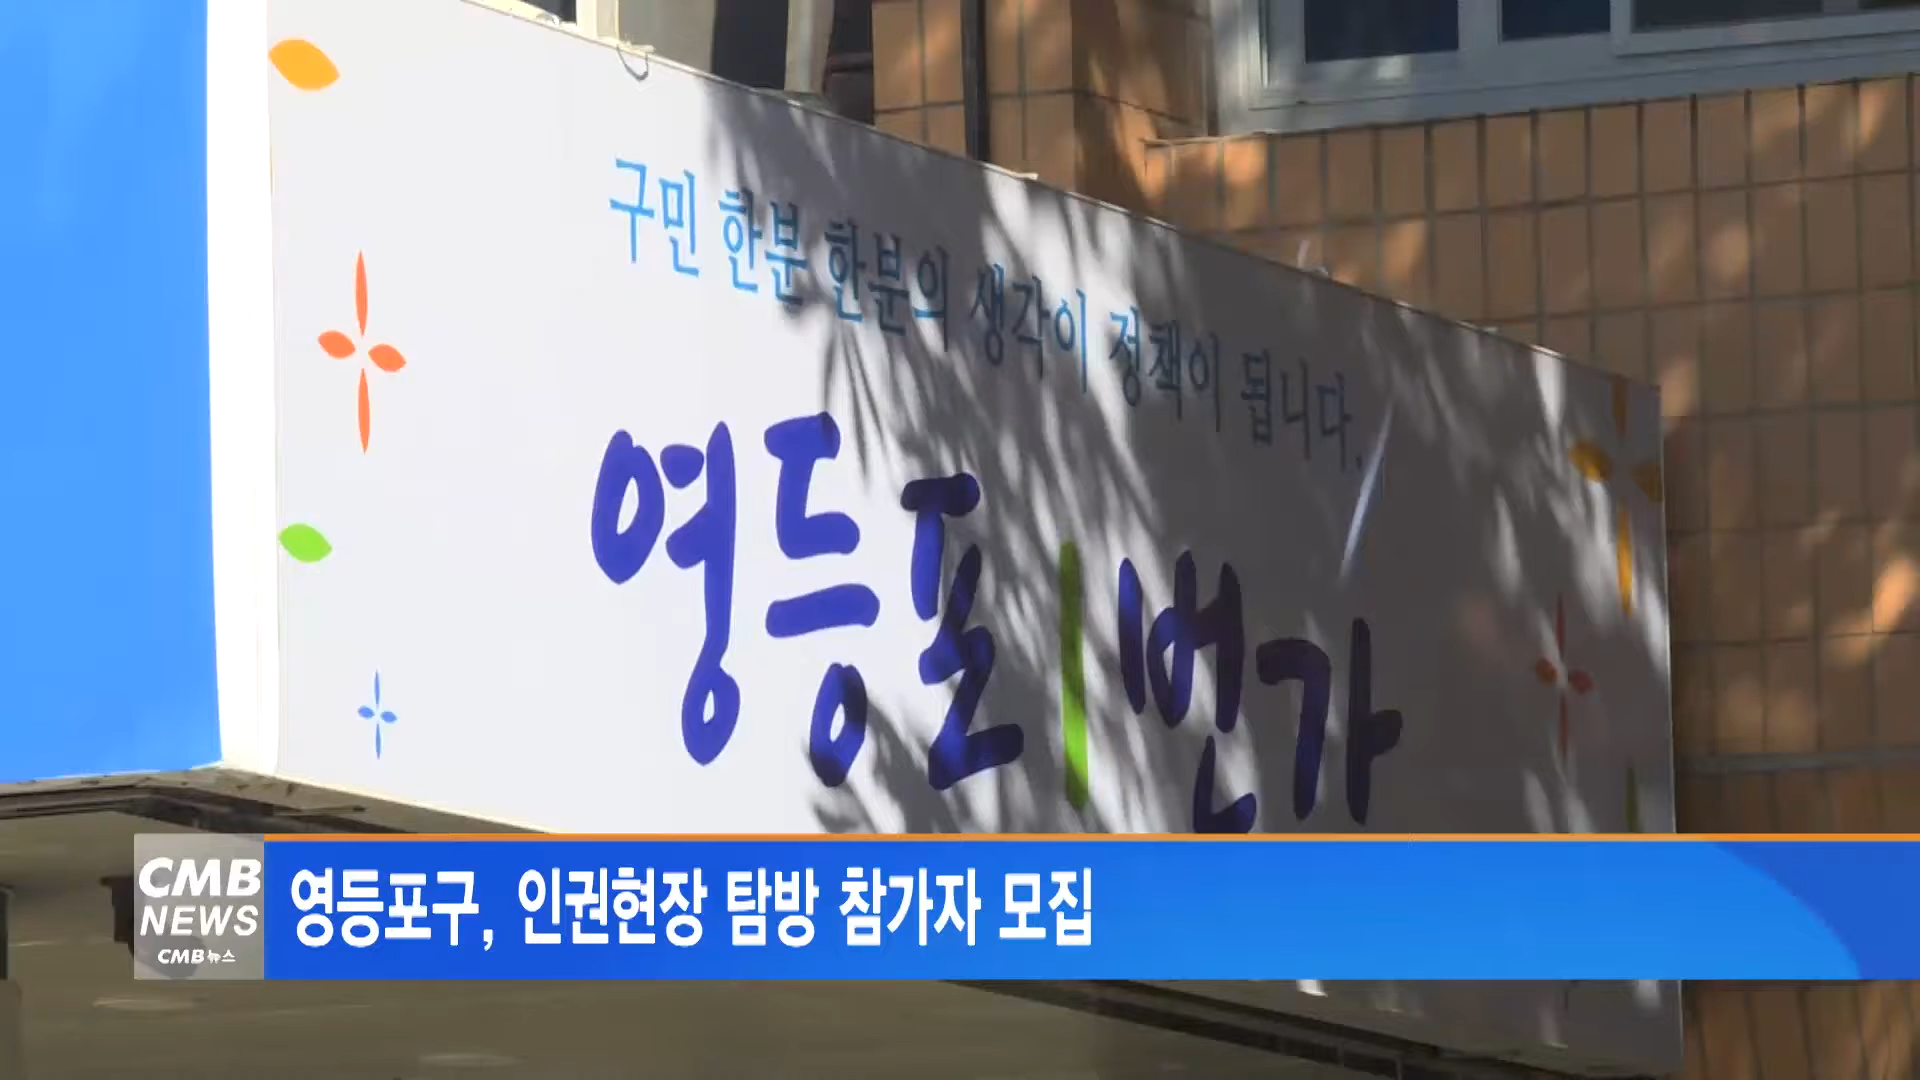 구민 한분 한분의 생각이 정책이 됩니다.
영등포1번가
CMB
NEWS
CMB뉴스
영등포구, 인권현장 탐방 참가자 모집